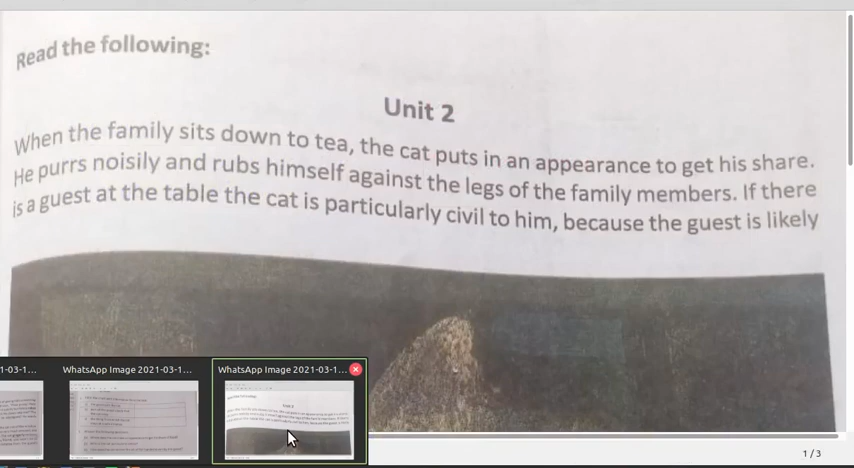 Read the following:
Unit 2
When the family sits down to tea, the cat puts in an appearance to get his share.
He purrs noisily and rubs himself against the legs of the family members. If there
is a guest at the table the cat is particularly civil to him, because the guest is likely
1-03-1...
WhatsApp Image 2021-03-1...
WhatsApp Image 2021-03-1...
1 / 3